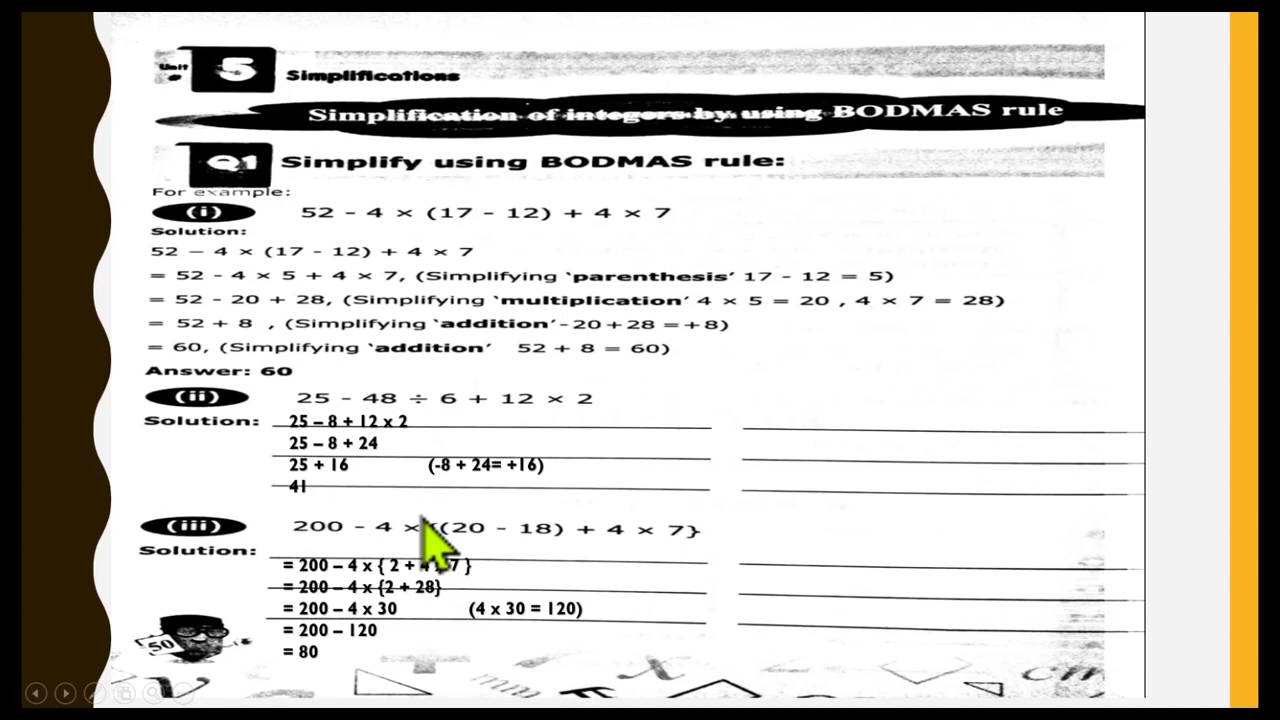 Unit # 5 Simplifications
Simplification of integers by using BODMAS rule
Q1 Simplify using BODMAS rule:
For example:
(i) 52 - 4 × (17 - 12) + 4 × 7
Solution:
52 – 4 × (17 - 12) + 4 × 7
= 52 - 4 × 5 + 4 × 7, (Simplifying ‘parenthesis’ 17 - 12 = 5)
= 52 - 20 + 28, (Simplifying ‘multiplication’ 4 × 5 = 20 , 4 × 7 = 28)
= 52 + 8 , (Simplifying ‘addition’ -20 + 28 = +8)
= 60, (Simplifying ‘addition’ 52 + 8 = 60)
Answer: 60
(ii) 25 - 48 ÷ 6 + 12 × 2
Solution: 25 – 8 + 12 x 2
25 – 8 + 24
25 + 16 (-8 + 24= +16)
41
(iii) 200 - 4 × {(20 - 18) + 4 × 7}
Solution:
= 200 – 4 x { 2 + 4 x 7 }
= 200 – 4 x {2 + 28}
= 200 – 4 x 30 (4 x 30 = 120)
= 200 – 120
50
= 80
x
mm
π
cm